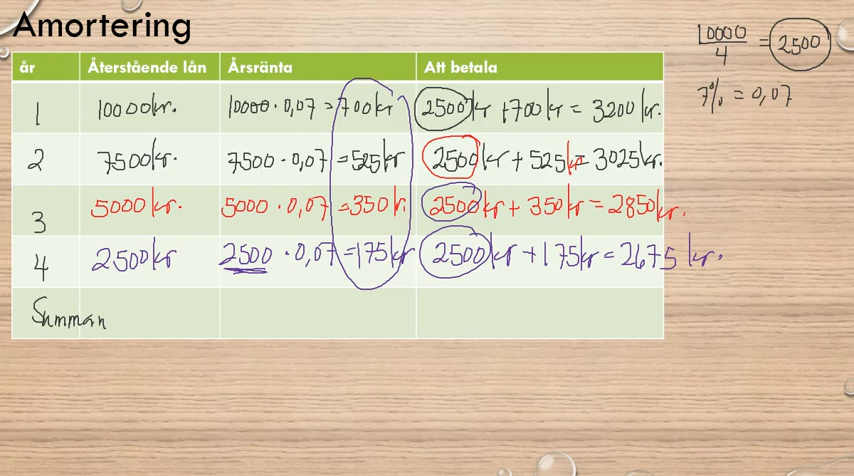 Amortering
10000
4
= 2500
7% = 0,07
år Återstående lån Årsränta Att betala
1 10000kr. 10000 · 0,07 = 700kr 2500kr + 700kr = 3200kr.
2 7500kr. 7500 · 0,07 = 525kr 2500kr + 525kr = 3025kr.
3 5000kr. 5000 · 0,07 = 350kr. 2500kr + 350kr = 2850kr.
4 2500kr 2500 · 0,07 = 175kr 2500kr + 175kr = 2675kr.
Summan